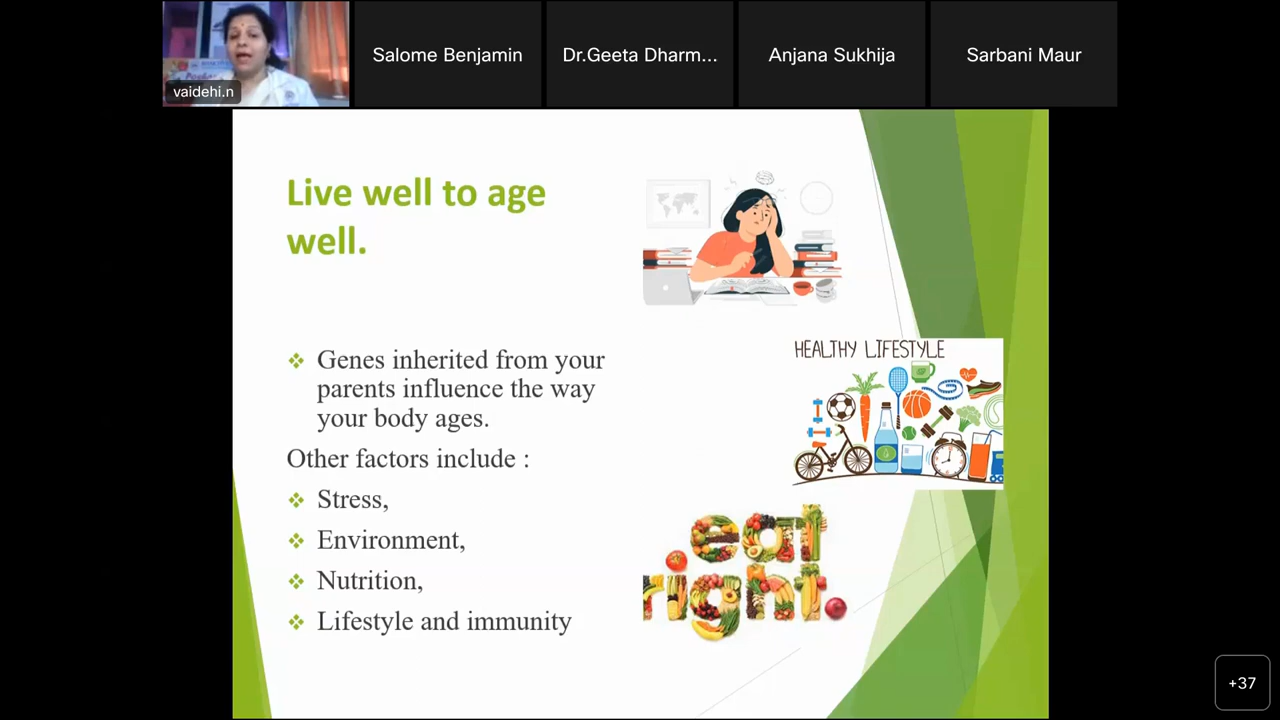 Salome Benjamin
Dr.Geeta Dharm...
Anjana Sukhija
Sarbani Maur
vaidehi.n
Live well to age
well.
❖ Genes inherited from your
parents influence the way
your body ages.
Other factors include :
❖ Stress,
❖ Environment,
❖ Nutrition,
❖ Lifestyle and immunity
HEALTHY LIFESTYLE
eat
right
+37